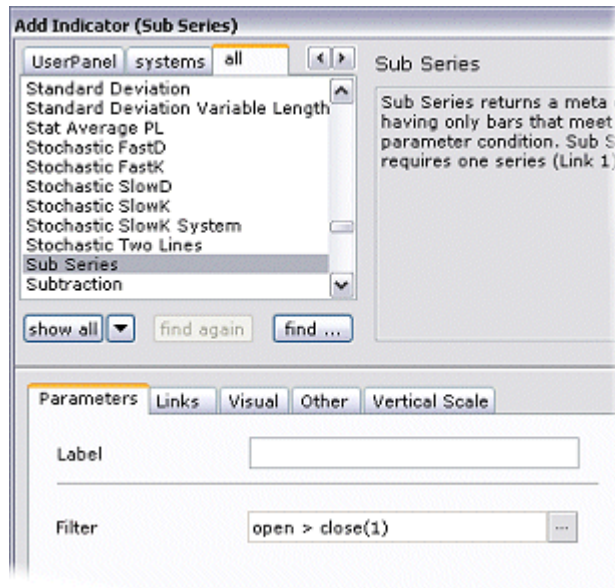 Add Indicator (Sub Series)
UserPanel systems all
Sub Series
Standard Deviation
Standard Deviation Variable Length
Stat Average PL
Stochastic FastD
Stochastic FastK
Stochastic SlowD
Stochastic SlowK
Stochastic SlowK System
Stochastic Two Lines
Sub Series
Subtraction
Sub Series returns a meta
having only bars that meet
parameter condition. Sub S
requires one series (Link 1)
show all find again find ...
Parameters Links Visual Other Vertical Scale
Label
Filter open > close(1) ...